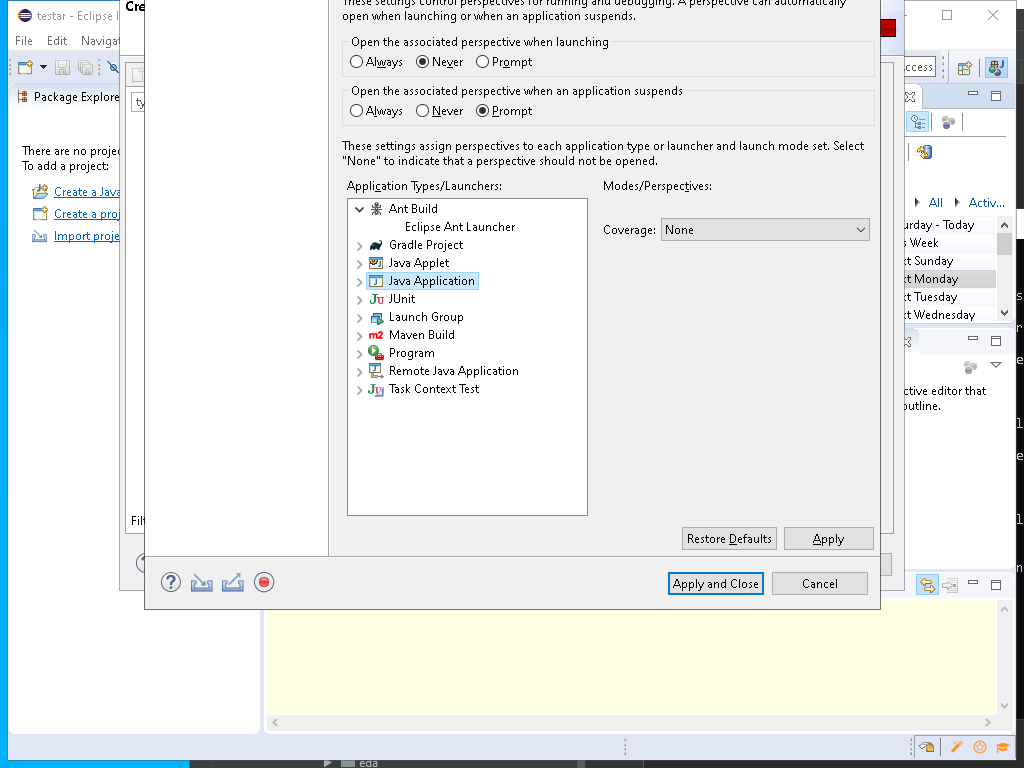 testar - Eclipse I
Cre
These settings control perspectives for running and debugging. A perspective can automatically
open when launching or when an application suspends.
File Edit Navigat
Open the associated perspective when launching
Always Never Prompt
ccess
Package Explore
ty
Open the associated perspective when an application suspends
Always Never Prompt
There are no projec
To add a project:
Create a Java
Create a proj
Import proje
These settings assign perspectives to each application type or launcher and launch mode set. Select
"None" to indicate that a perspective should not be opened.
Application Types/Launchers:
Modes/Perspectives:
Ant Build
Eclipse Ant Launcher
Gradle Project
Java Applet
Java Application
JUnit
Launch Group
Maven Build
Program
Remote Java Application
Task Context Test
Coverage: None
All Activ...
urday - Today
s Week
xt Sunday
xt Monday
xt Tuesday
xt Wednesday
ctive editor that
outline.
Filt
Restore Defaults Apply
Apply and Close Cancel
eda